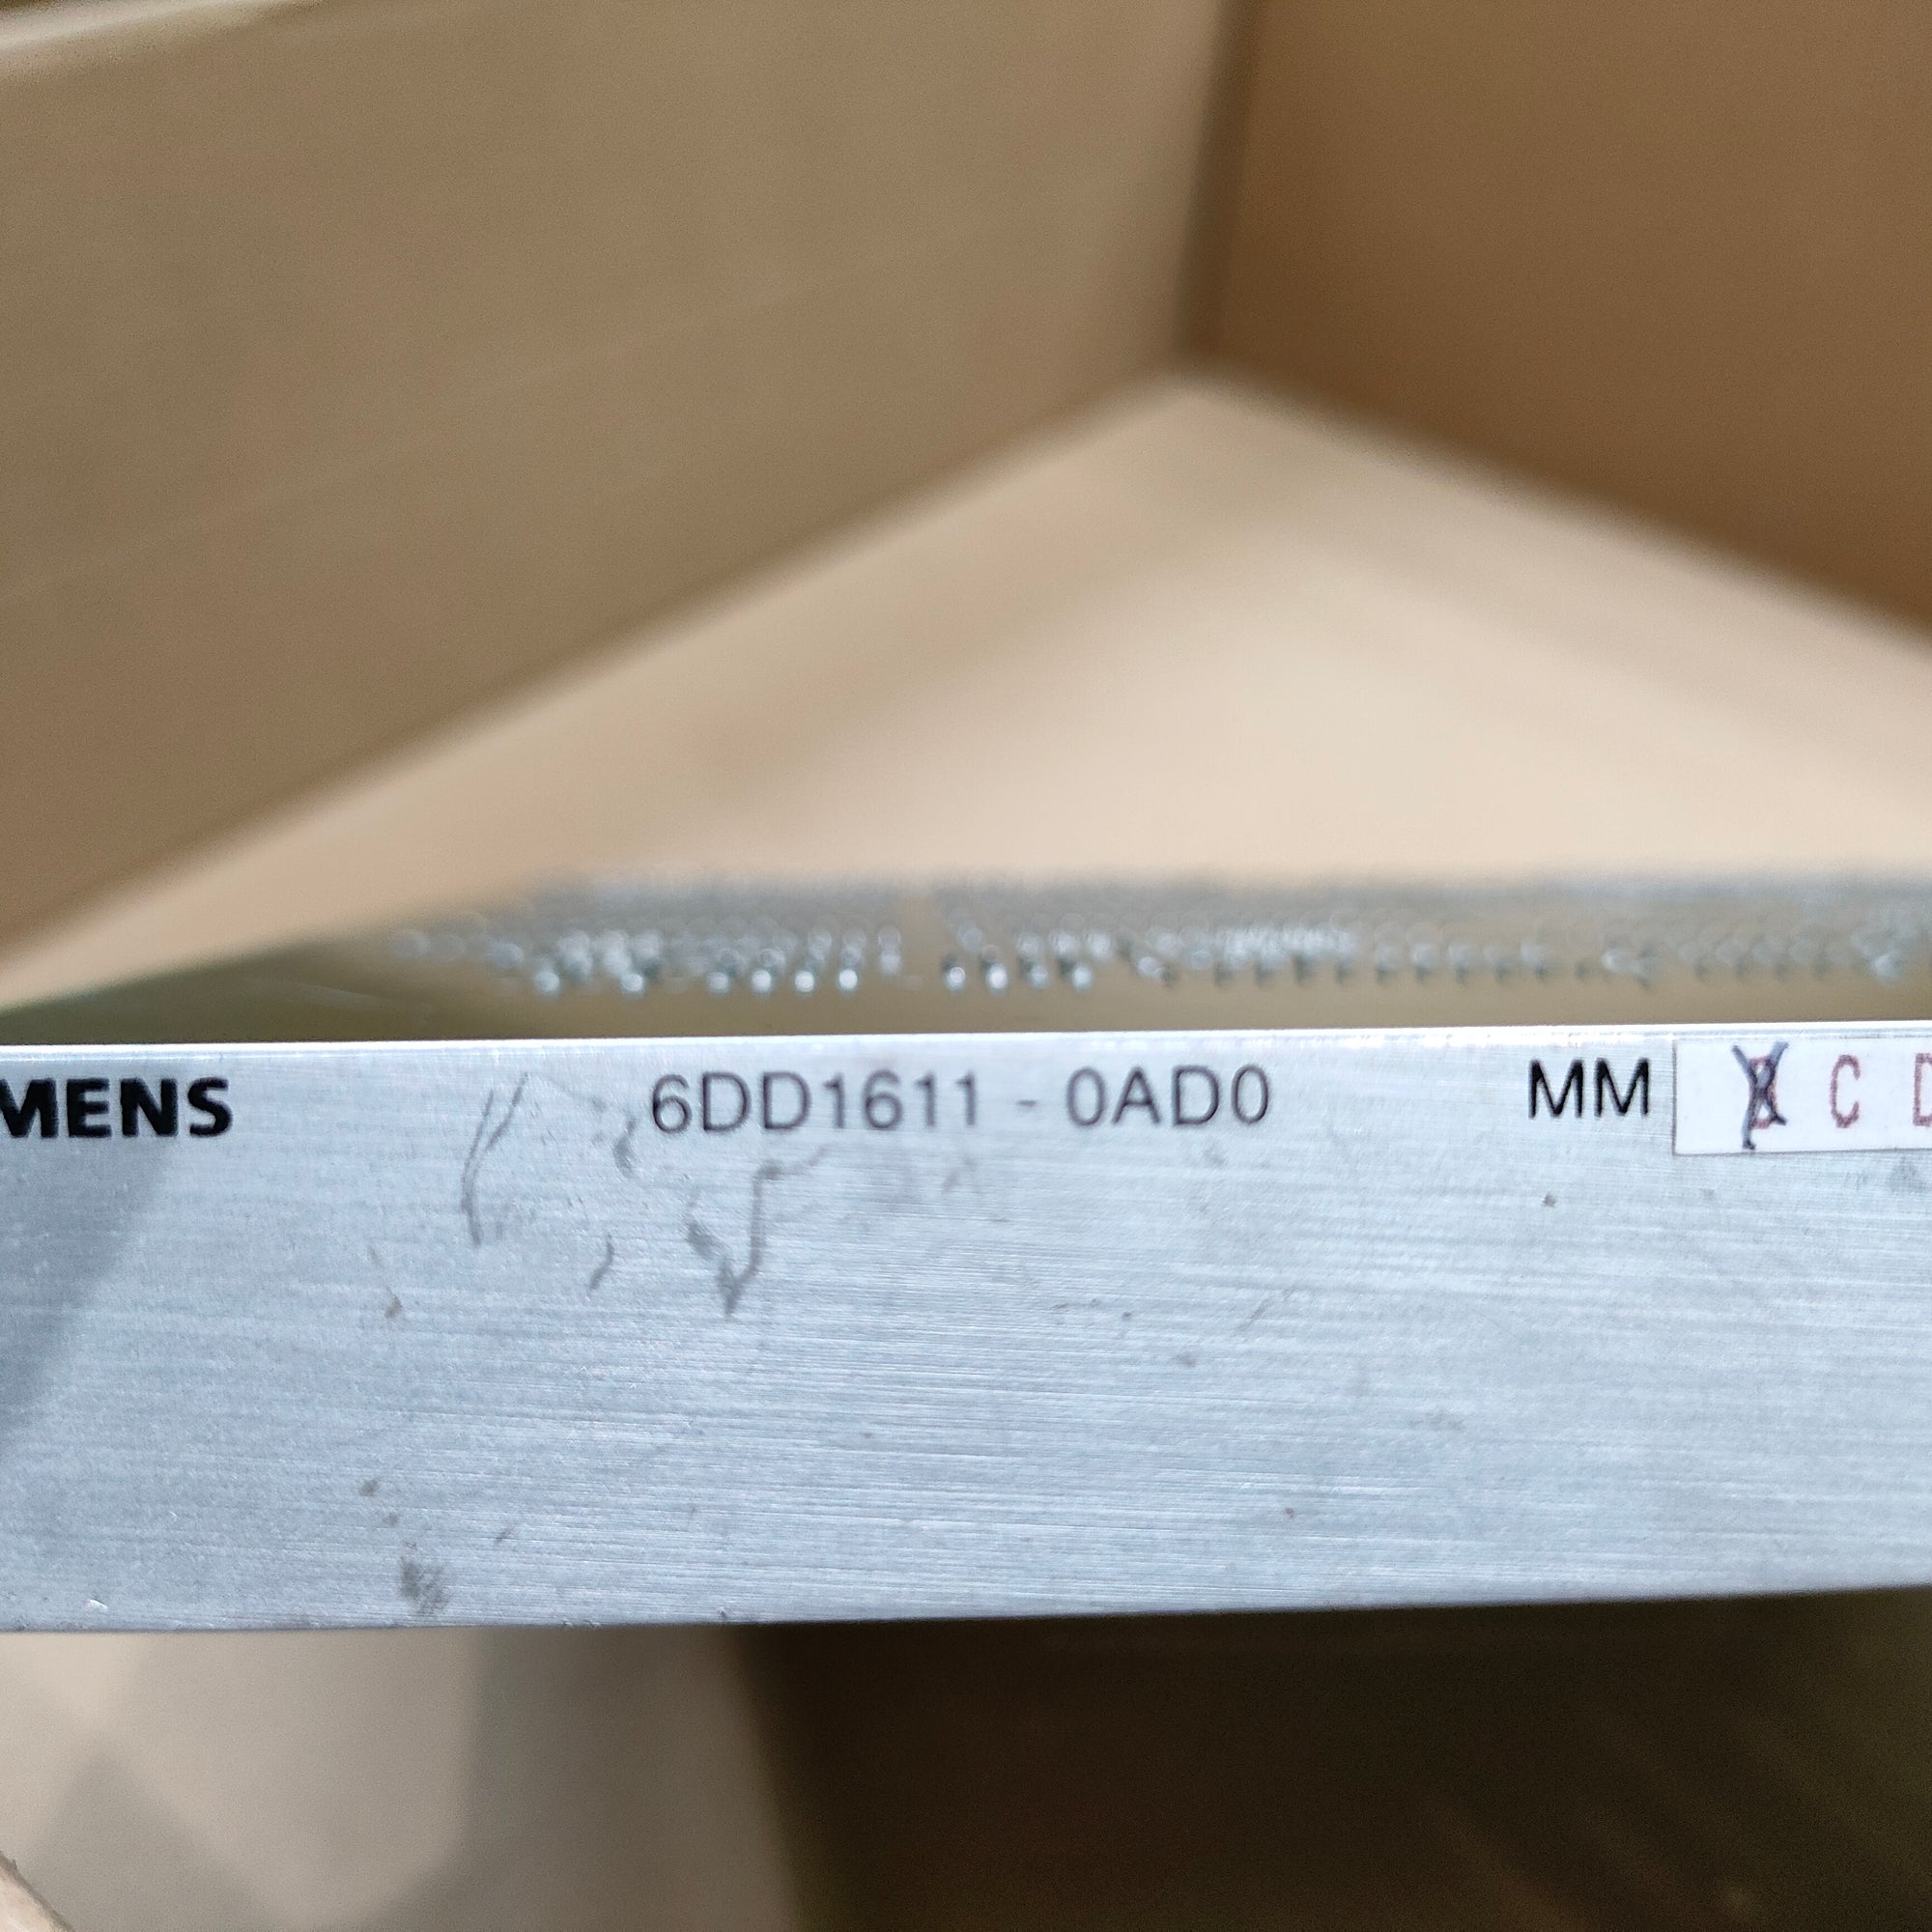 MENS 6DD1611 - 0AD0 MM B C D